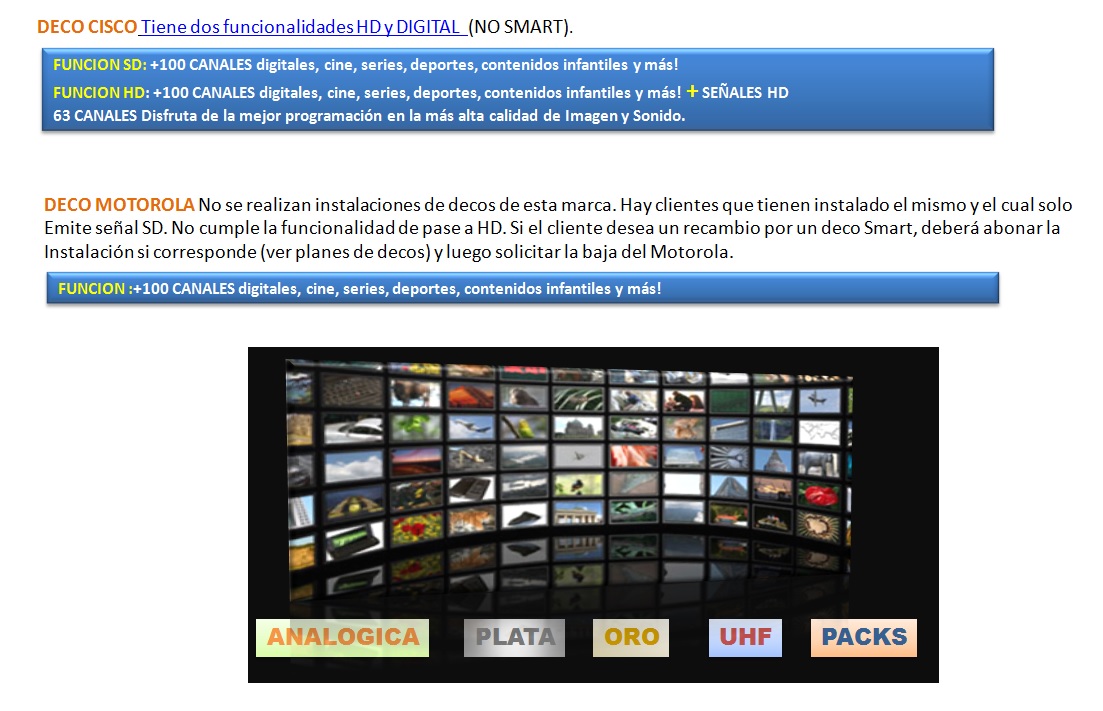 DECO CISCO Tiene dos funcionalidades HD y DIGITAL (NO SMART).
FUNCION SD: +100 CANALES digitales, cine, series, deportes, contenidos infantiles y más!
FUNCION HD: +100 CANALES digitales, cine, series, deportes, contenidos infantiles y más! + SEÑALES HD
63 CANALES Disfruta de la mejor programación en la más alta calidad de Imagen y Sonido.
DECO MOTOROLA No se realizan instalaciones de decos de esta marca. Hay clientes que tienen instalado el mismo y el cual solo
Emite señal SD. No cumple la funcionalidad de pase a HD. Si el cliente desea un recambio por un deco Smart, deberá abonar la
Instalación si corresponde (ver planes de decos) y luego solicitar la baja del Motorola.
FUNCION :+100 CANALES digitales, cine, series, deportes, contenidos infantiles y más!
ANALOGICA PLATA ORO UHF PACKS